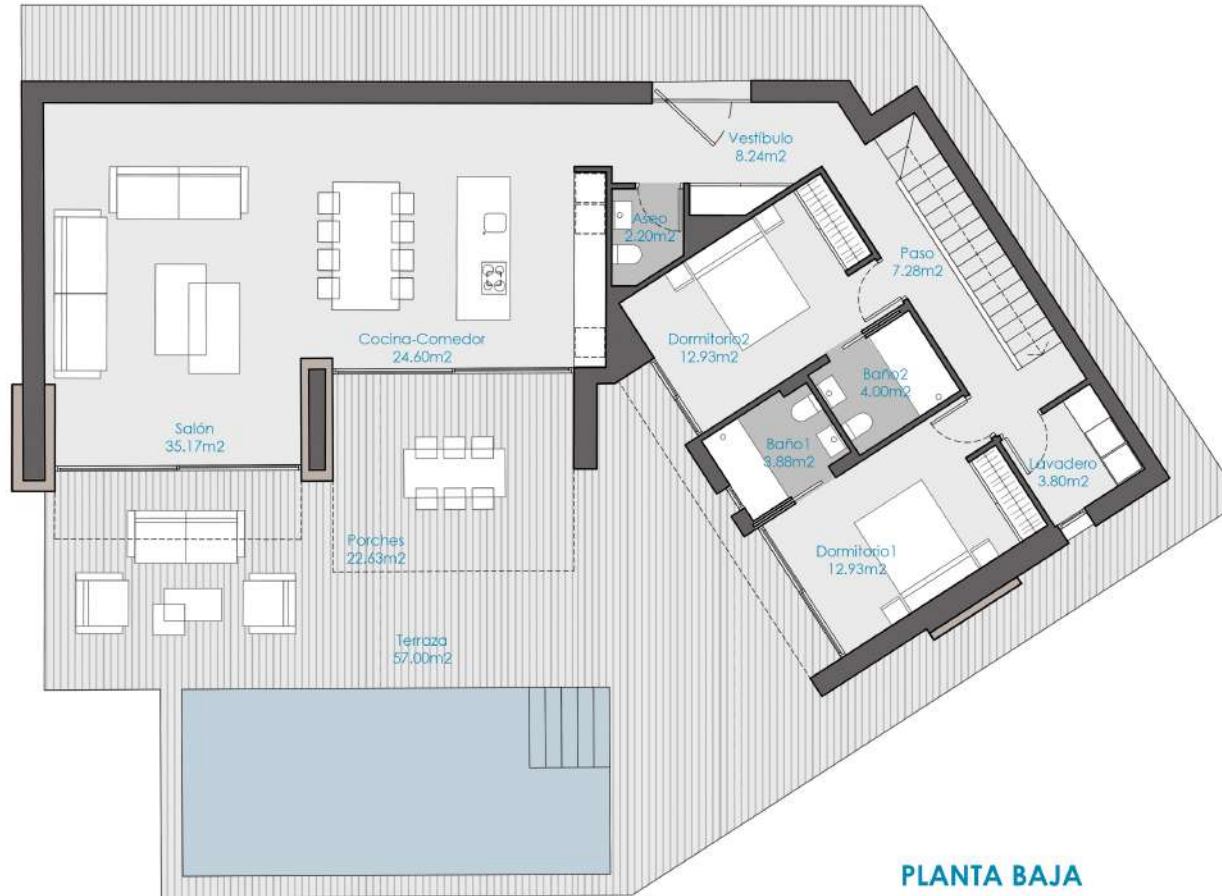 Vestíbulo
8.24m2
Aseo
2.20m2
Paso
7.28m2
Cocina-Comedor
24.60m2
Dormitorio2
12.93m2
Baño2
4.00m2
Salón
35.17m2
Baño1
3.88m2
Lavadero
3.80m2
Porches
22.63m2
Dormitorio1
12.93m2
Terraza
57.00m2
PLANTA BAJA